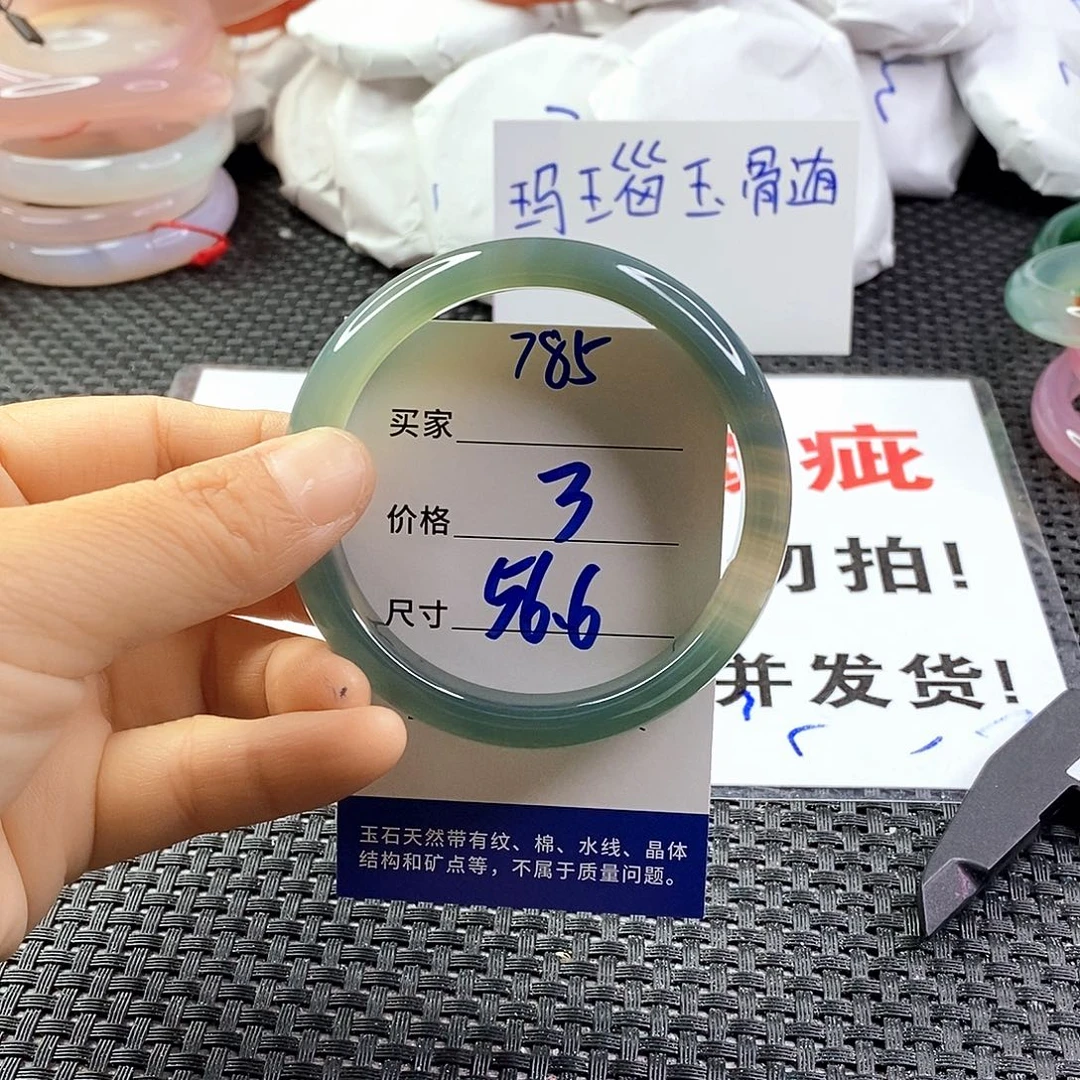 玛瑙玉骨髓
785
买家
价格 3
尺寸 56.6
疵
勿拍!
并发货!
玉石天然带有纹、棉、水线、晶体
结构和矿点等，不属于质量问题。